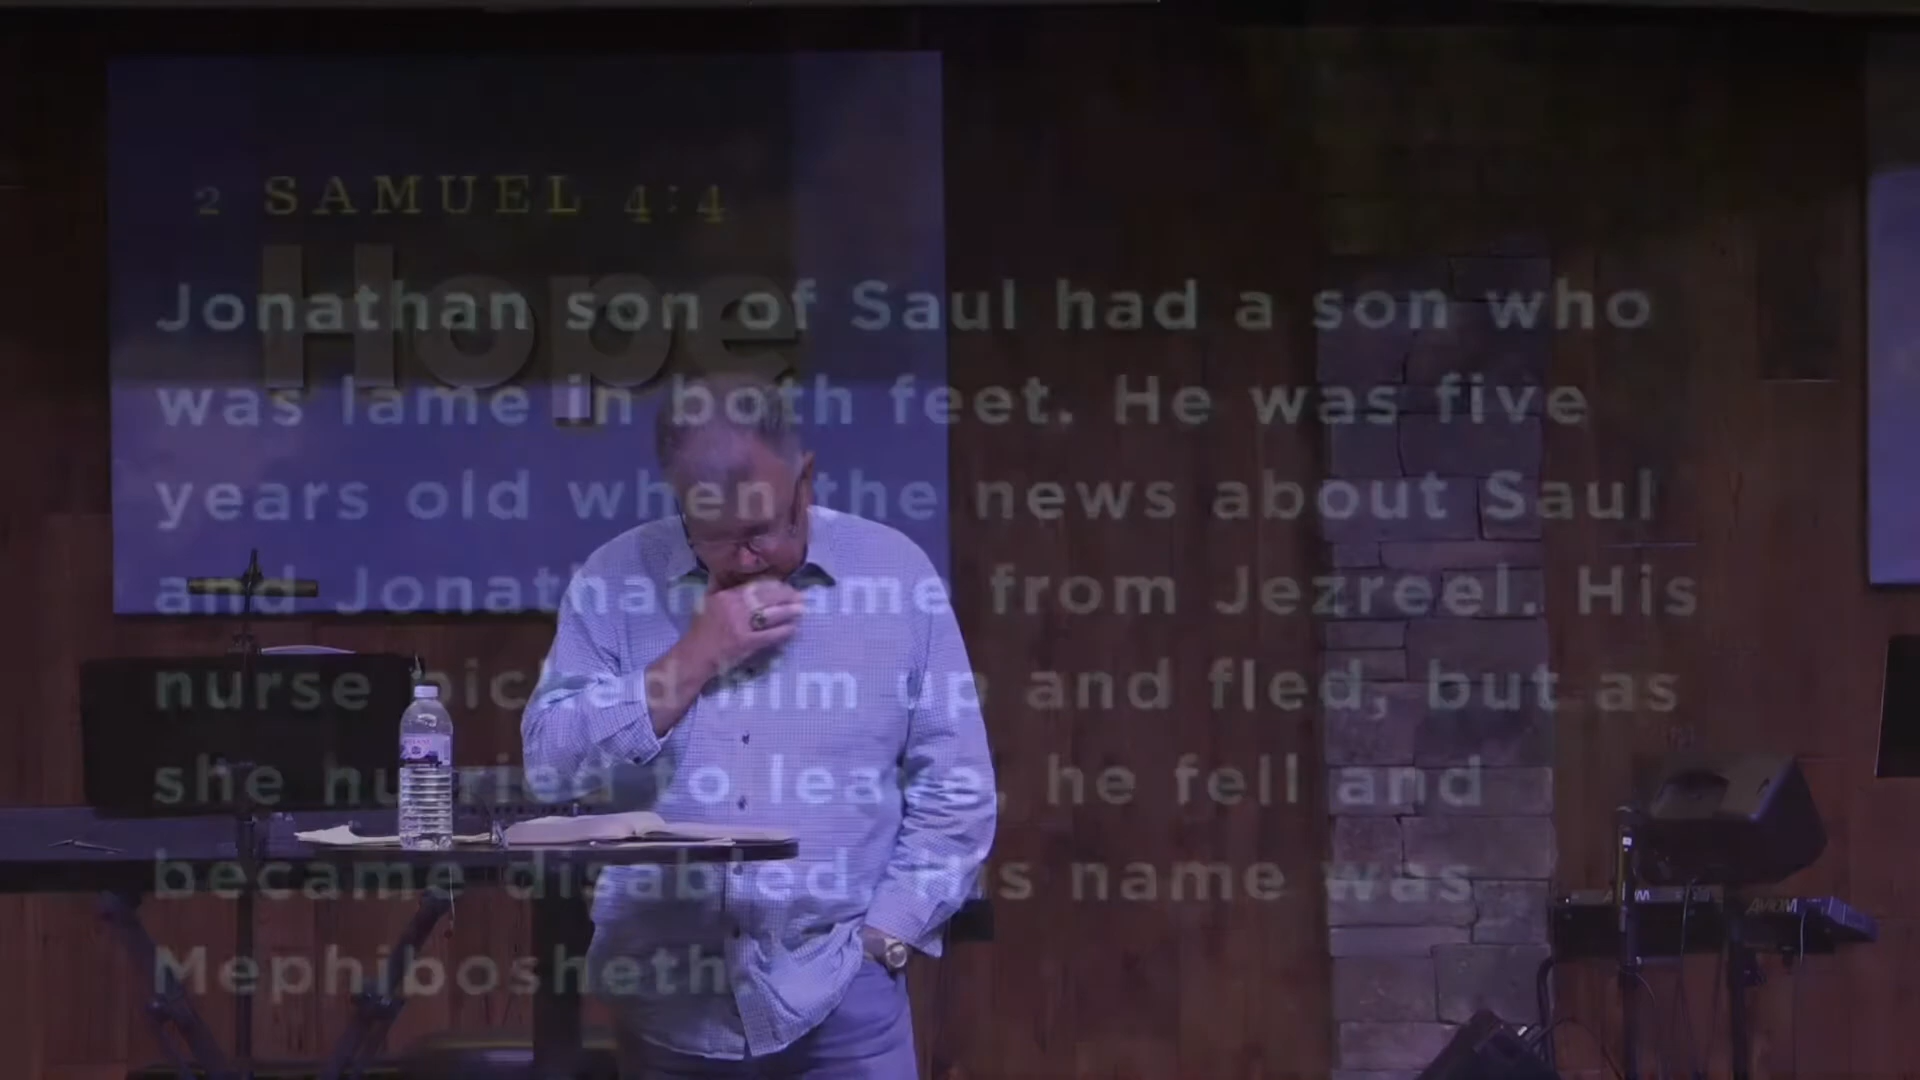 2 SAMUEL 4:4
Hope
Jonathan son of Saul had a son who
was lame in both feet. He was five
years old when the news about Saul
and Jonathan came from Jezreel. His
nurse picked him up and fled, but as
she hurried to leave, he fell and
became disabled. His name was
Mephibosheth.
AVIOM